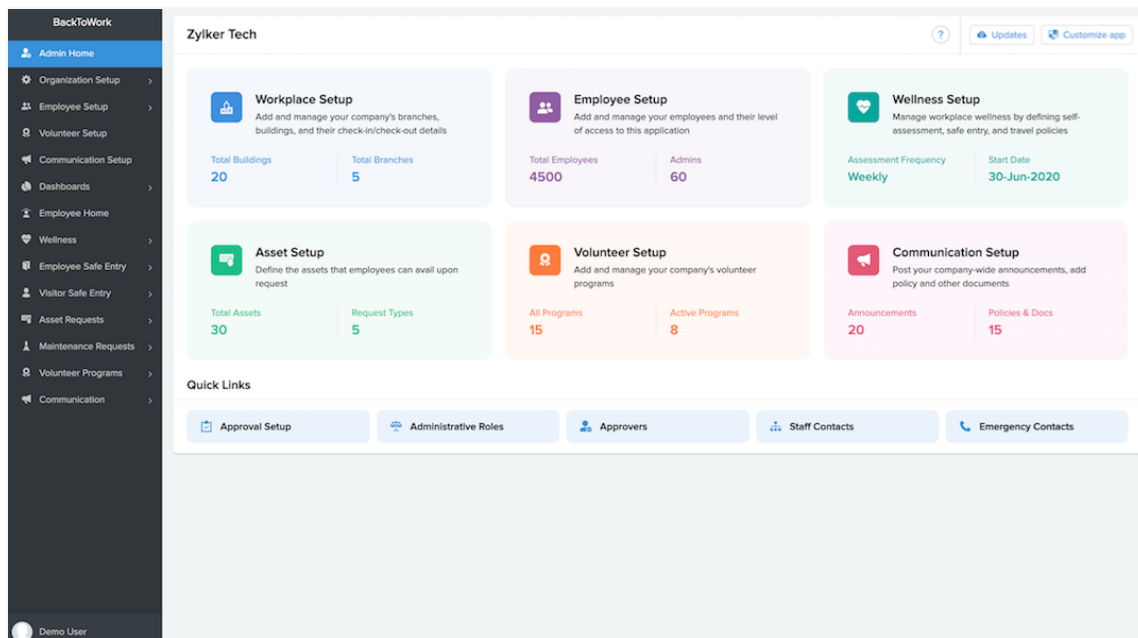 BackToWork
Admin Home
Organization Setup
Employee Setup
Volunteer Setup
Communication Setup
Dashboards
Employee Home
Wellness
Employee Safe Entry
Visitor Safe Entry
Asset Requests
Maintenance Requests
Volunteer Programs
Communication
Demo User
Zylker Tech
?
Updates
Customize app
Workplace Setup
Add and manage your company's branches,
buildings, and their check-in/check-out details
Total Buildings
Total Branches
20
5
Employee Setup
Add and manage your employees and their level
of access to this application
Total Employees
Admins
4500
60
Wellness Setup
Manage workplace wellness by defining self-
assessment, safe entry, and travel policies
Assessment Frequency
Start Date
Weekly
30-Jun-2020
Asset Setup
Define the assets that employees can avail upon
request
Total Assets
Request Types
30
5
Volunteer Setup
Add and manage your company's volunteer
programs
All Programs
Active Programs
15
8
Communication Setup
Post your company-wide announcements, add
policy and other documents
Announcements
Policies & Docs
20
15
Quick Links
Approval Setup
Administrative Roles
Approvers
Staff Contacts
Emergency Contacts